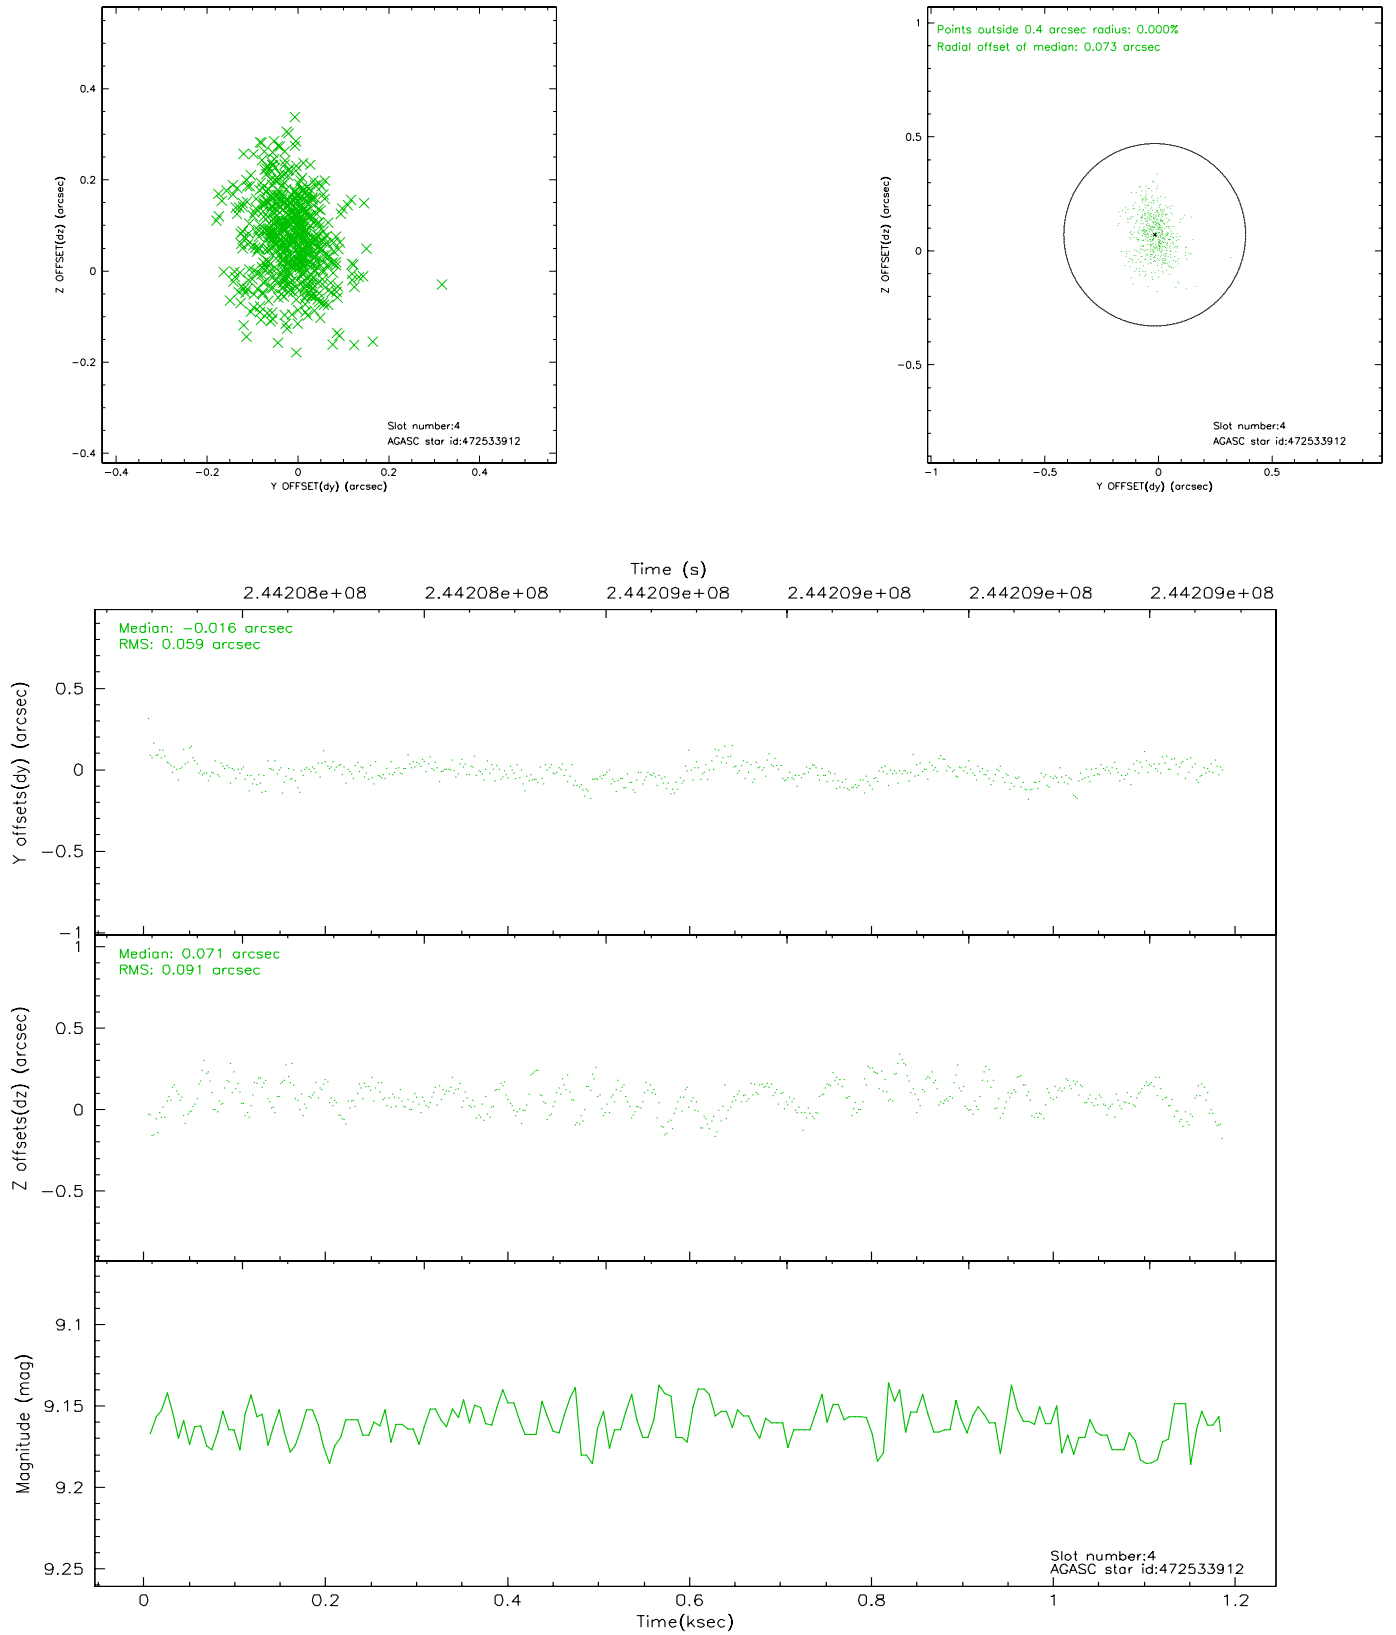 0.4
0.2
0
-0.2
-0.4
Z OFFSET(dz) (arcsec)
Slot number:4
AGASC star id:472533912
-0.4 -0.2 0 0.2 0.4
Y OFFSET(dy) (arcsec)
Points outside 0.4 arcsec radius: 0.000%
Radial offset of median: 0.073 arcsec
1
0.5
0
-0.5
Z OFFSET(dz) (arcsec)
Slot number:4
AGASC star id:472533912
-1 -0.5 0 0.5
Y OFFSET(dy) (arcsec)
Time (s)
2.44208e+08 2.44208e+08 2.44209e+08 2.44209e+08 2.44209e+08 2.44209e+08
Median: -0.016 arcsec
RMS: 0.059 arcsec
0.5
0
-0.5
-1
Y offsets(dy) (arcsec)
Median: 0.071 arcsec
RMS: 0.091 arcsec
1
0.5
0
-0.5
Z offsets(dz) (arcsec)
9.1
9.15
9.2
9.25
Magnitude (mag)
Slot number:4
AGASC star id:472533912
0 0.2 0.4 0.6 0.8 1 1.2
Time(ksec)